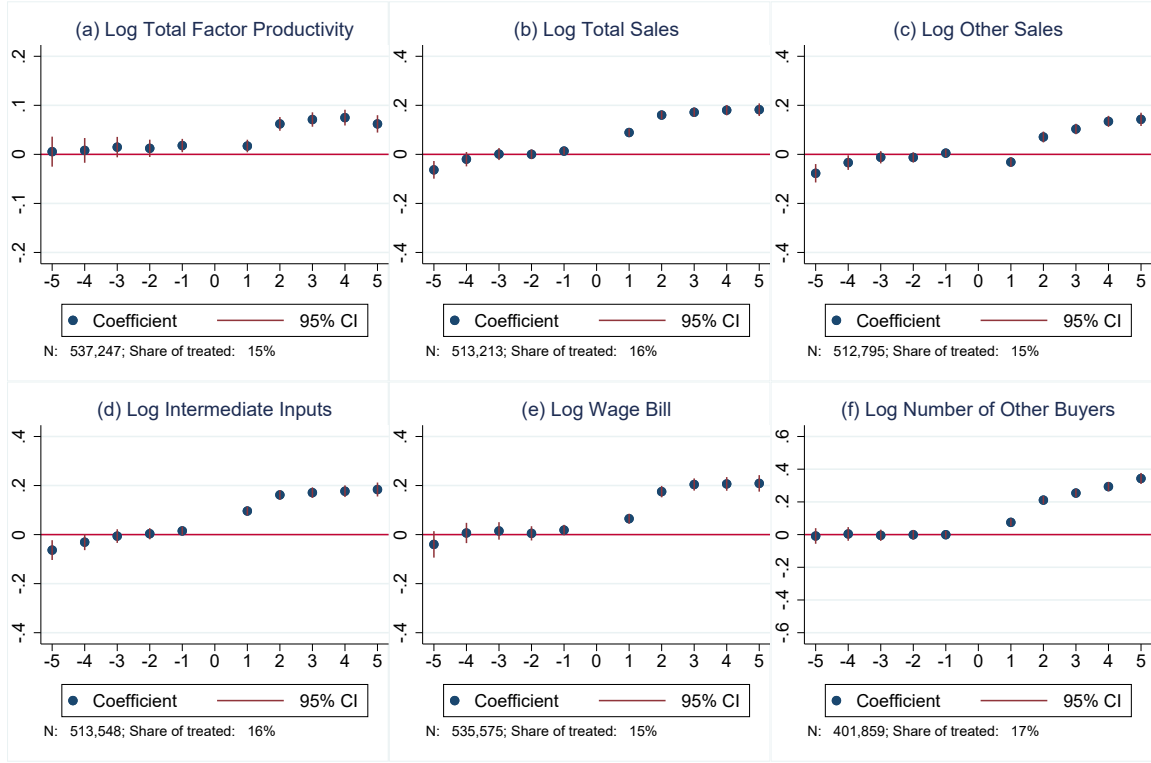 (a) Log Total Factor Productivity
.2
.1
0
-.1
-.2
-5 -4 -3 -2 -1 0 1 2 3 4 5
Coefficient 95% CI
N: 537,247; Share of treated: 15%
(b) Log Total Sales
.4
.2
0
-.2
-.4
-5 -4 -3 -2 -1 0 1 2 3 4 5
Coefficient 95% CI
N: 513,213; Share of treated: 16%
(c) Log Other Sales
.4
.2
0
-.2
-.4
-5 -4 -3 -2 -1 0 1 2 3 4 5
Coefficient 95% CI
N: 512,795; Share of treated: 15%
(d) Log Intermediate Inputs
.4
.2
0
-.2
-.4
-5 -4 -3 -2 -1 0 1 2 3 4 5
Coefficient 95% CI
N: 513,548; Share of treated: 16%
(e) Log Wage Bill
.4
.2
0
-.2
-.4
-5 -4 -3 -2 -1 0 1 2 3 4 5
Coefficient 95% CI
N: 535,575; Share of treated: 15%
(f) Log Number of Other Buyers
.6
.4
.2
0
-.2
-.4
-.6
-5 -4 -3 -2 -1 0 1 2 3 4 5
Coefficient 95% CI
N: 401,859; Share of treated: 17%